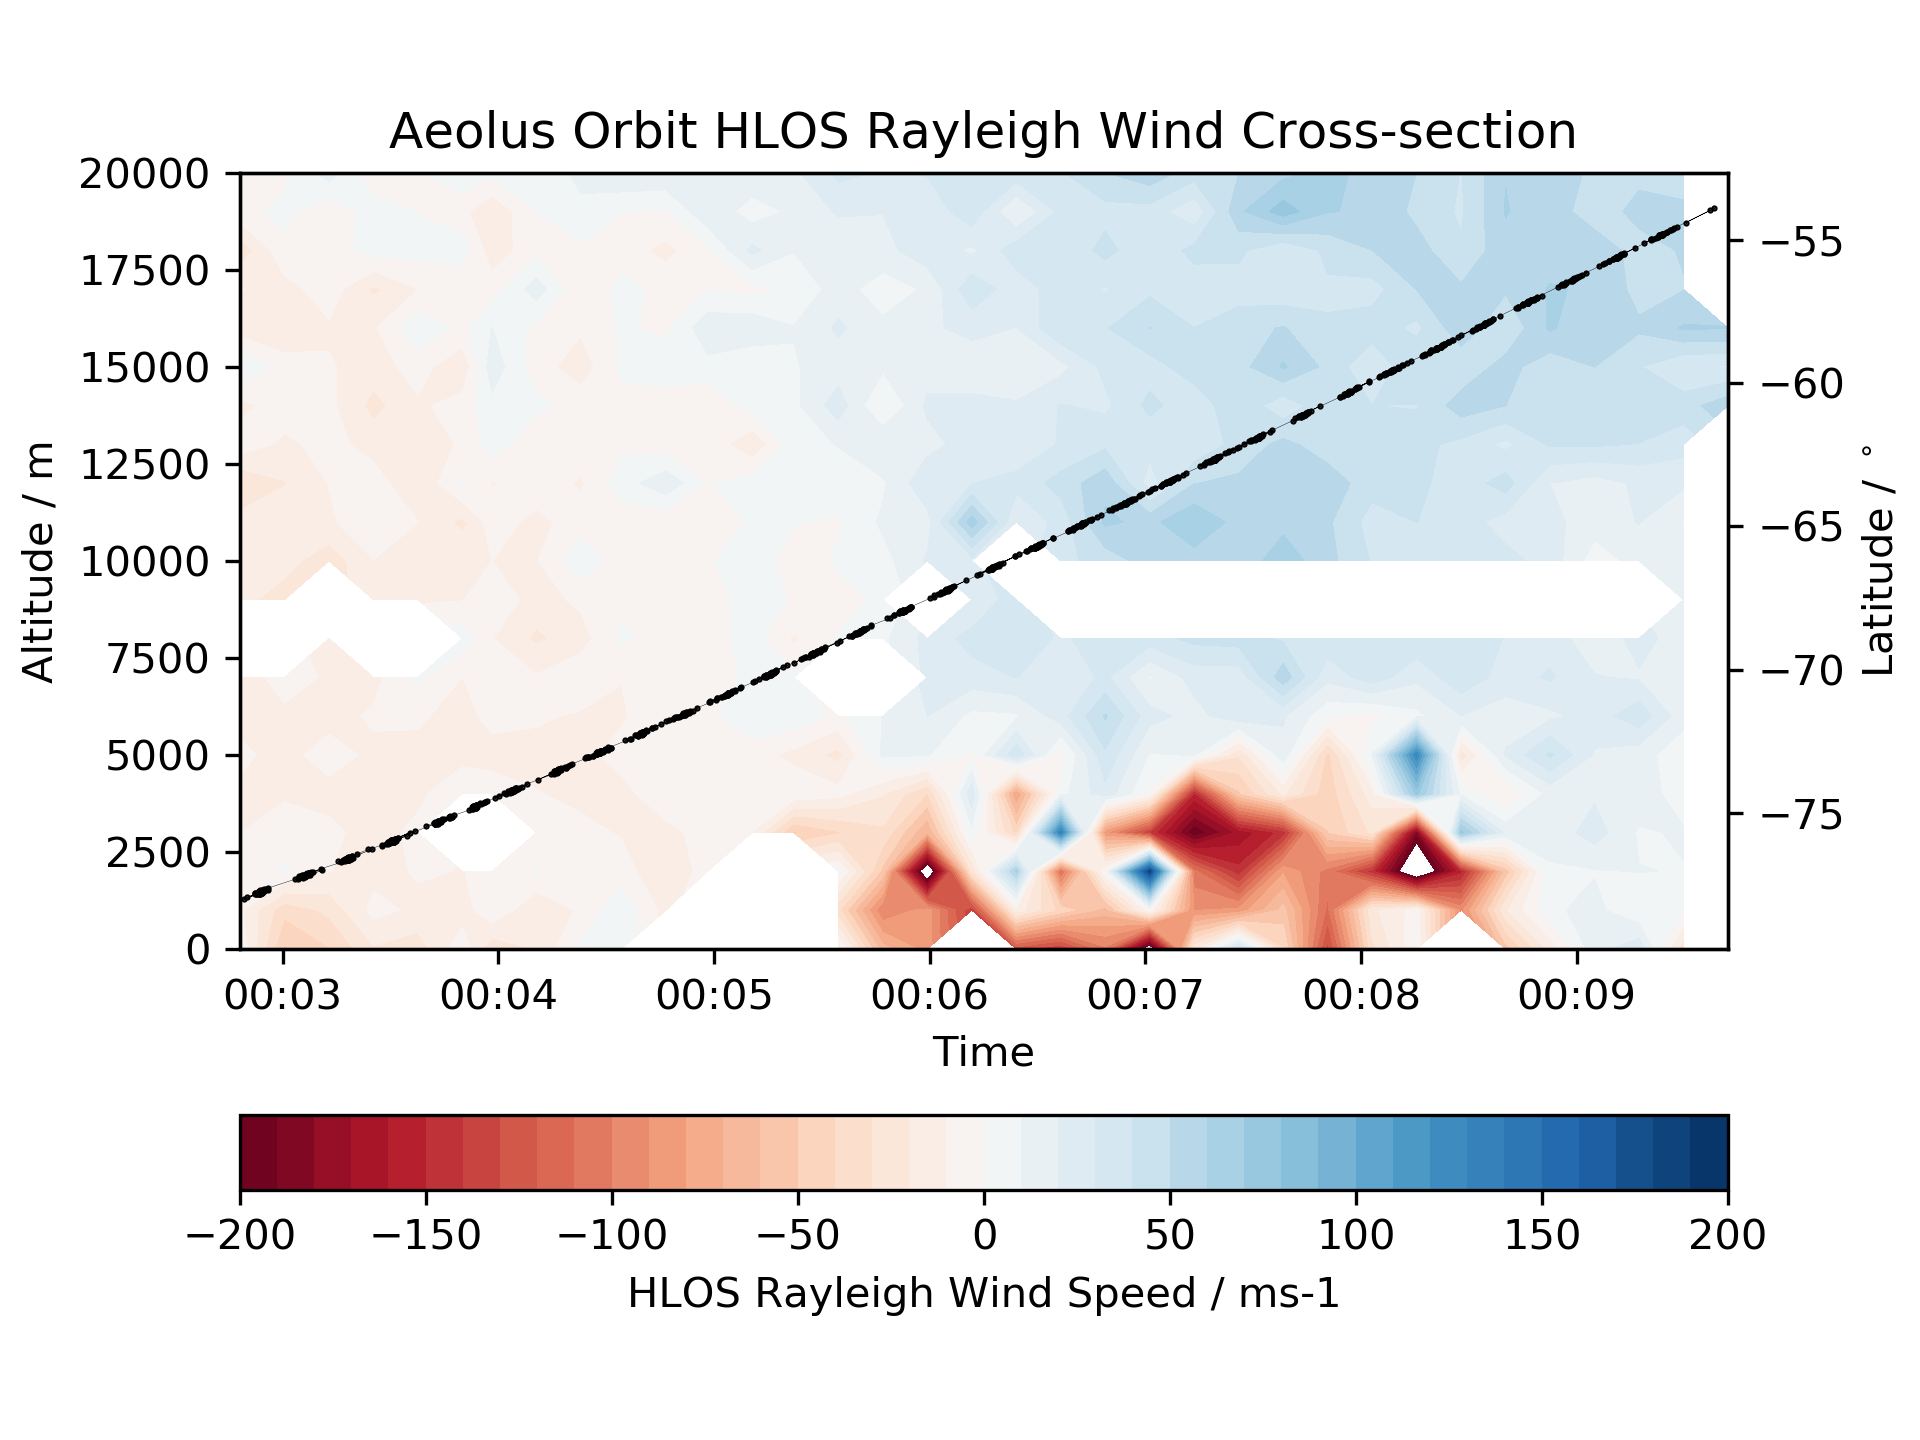 Aeolus Orbit HLOS Rayleigh Wind Cross-section
20000
17500
15000
12500
10000
7500
5000
2500
0
Altitude / m
−55
−60
−65
−70
−75
Latitude / °
00:03 00:04 00:05 00:06 00:07 00:08 00:09
Time
−200 −150 −100 −50 0 50 100 150 200
HLOS Rayleigh Wind Speed / ms-1